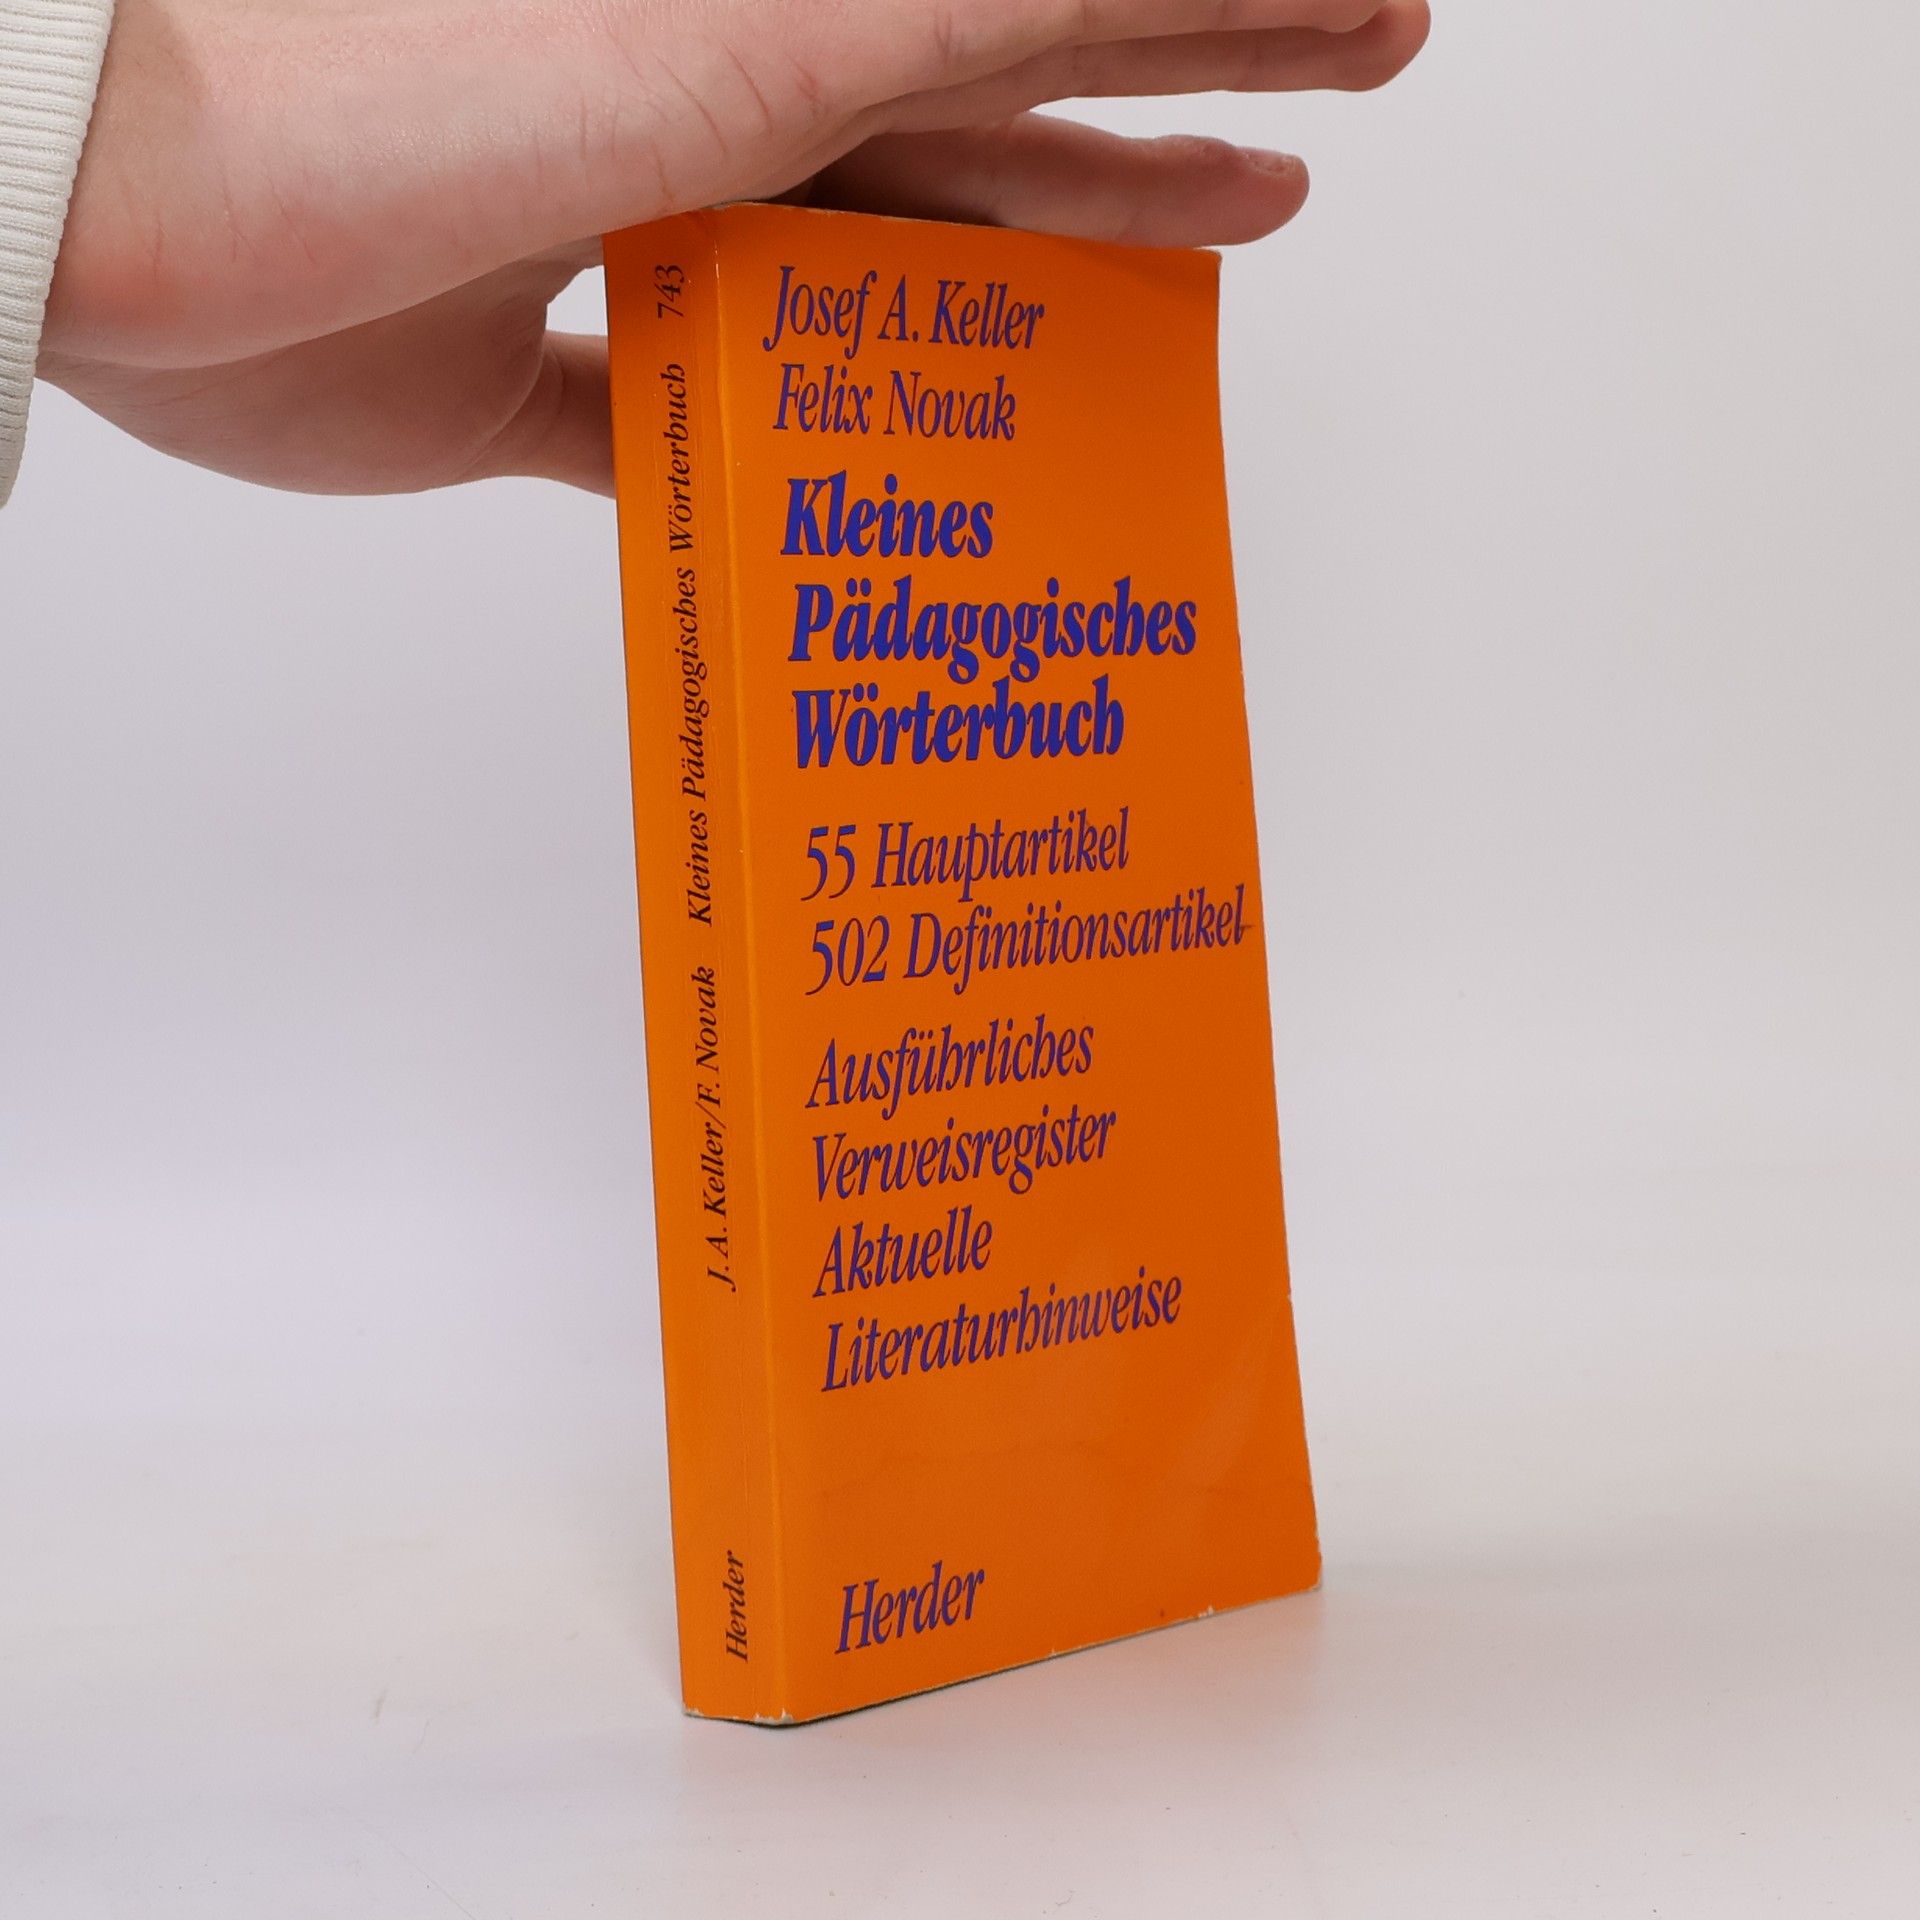 Josef A. Keller
Felix Novak
Kleines
Pädagogisches
Wörterbuch
55 Hauptartikel
502 Definitionsartikel
Ausführliches
Verweisregister
Aktuelle
Literaturhinweise
Herder
Herder J. A. Keller/F. Novak Kleines Pädagogisches Wörterbuch 743